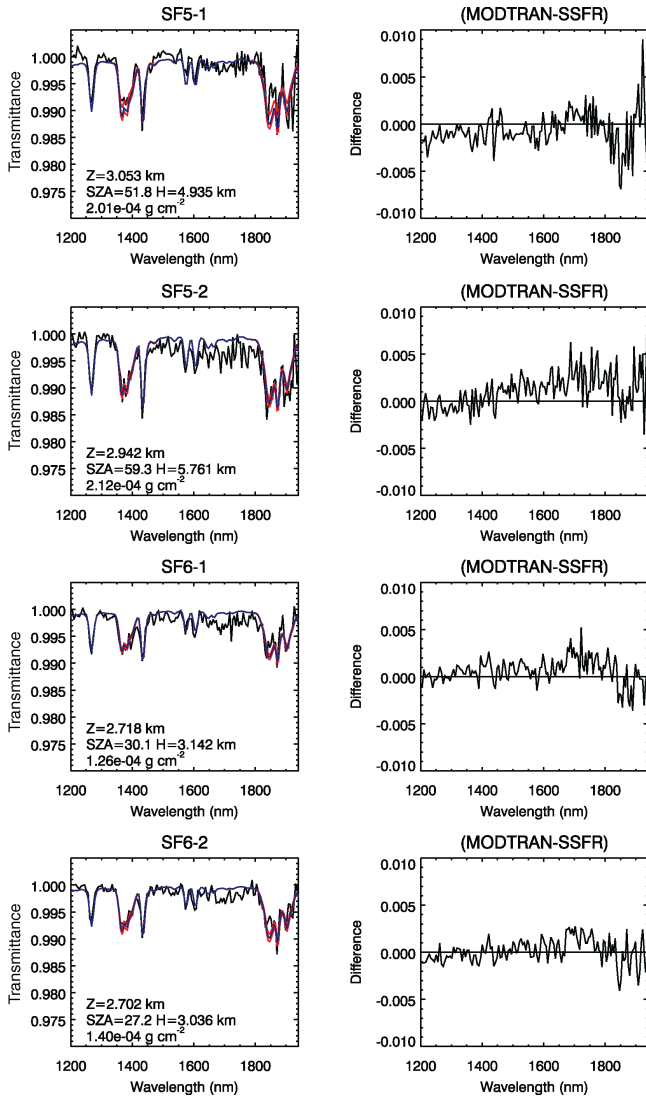 SF5-1
(MODTRAN-SSFR)
Transmittance
1.000
0.995
0.990
0.985
0.980
0.975
Z=3.053 km
SZA=51.8 H=4.935 km
2.01e-04 g cm-2
1200 1400 1600 1800
Wavelength (nm)
Difference
0.010
0.005
0.000
-0.005
-0.010
1200 1400 1600 1800
Wavelength (nm)
SF5-2
(MODTRAN-SSFR)
Transmittance
1.000
0.995
0.990
0.985
0.980
0.975
Z=2.942 km
SZA=59.3 H=5.761 km
2.12e-04 g cm-2
1200 1400 1600 1800
Wavelength (nm)
Difference
0.010
0.005
0.000
-0.005
-0.010
1200 1400 1600 1800
Wavelength (nm)
SF6-1
(MODTRAN-SSFR)
Transmittance
1.000
0.995
0.990
0.985
0.980
0.975
Z=2.718 km
SZA=30.1 H=3.142 km
1.26e-04 g cm-2
1200 1400 1600 1800
Wavelength (nm)
Difference
0.010
0.005
0.000
-0.005
-0.010
1200 1400 1600 1800
Wavelength (nm)
SF6-2
(MODTRAN-SSFR)
Transmittance
1.000
0.995
0.990
0.985
0.980
0.975
Z=2.702 km
SZA=27.2 H=3.036 km
1.40e-04 g cm-2
1200 1400 1600 1800
Wavelength (nm)
Difference
0.010
0.005
0.000
-0.005
-0.010
1200 1400 1600 1800
Wavelength (nm)